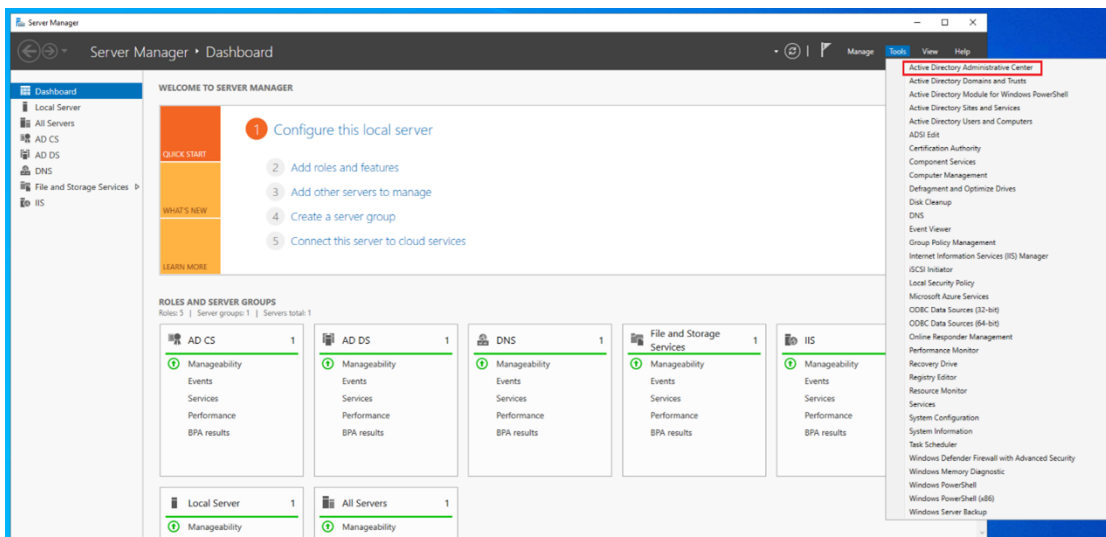 Server Manager
Server Manager • Dashboard
Manage Tools View Help
Dashboard
Local Server
All Servers
AD CS
AD DS
DNS
File and Storage Services
IIS
WELCOME TO SERVER MANAGER
QUICK START
WHAT'S NEW
LEARN MORE
1 Configure this local server
2 Add roles and features
3 Add other servers to manage
4 Create a server group
5 Connect this server to cloud services
ROLES AND SERVER GROUPS
Roles: 5 | Server groups: 1 | Servers total: 1
AD CS 1
Manageability
Events
Services
Performance
BPA results
AD DS 1
Manageability
Events
Services
Performance
BPA results
DNS 1
Manageability
Events
Services
Performance
BPA results
File and Storage
Services 1
Manageability
Events
Services
Performance
BPA results
IIS
Manageability
Events
Services
Performance
BPA results
Local Server 1
Manageability
All Servers 1
Manageability
Active Directory Administrative Center
Active Directory Domains and Trusts
Active Directory Module for Windows PowerShell
Active Directory Sites and Services
Active Directory Users and Computers
ADSI Edit
Certification Authority
Component Services
Computer Management
Defragment and Optimize Drives
Disk Cleanup
DNS
Event Viewer
Group Policy Management
Internet Information Services (IIS) Manager
iSCSI Initiator
Local Security Policy
Microsoft Azure Services
ODBC Data Sources (32-bit)
ODBC Data Sources (64-bit)
Online Responder Management
Performance Monitor
Recovery Drive
Registry Editor
Resource Monitor
Services
System Configuration
System Information
Task Scheduler
Windows Defender Firewall with Advanced Security
Windows Memory Diagnostic
Windows PowerShell
Windows PowerShell (x86)
Windows Server Backup